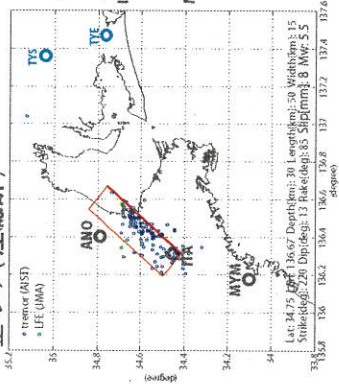 35.2
35
34.8
34.6
34.4
34.2
34
33.8
(degree)
tremor (AIST)
LFE (JMA)
TYS
TYE
ANO
MYM
Lat: 34.75 Lon: 136.67 Depth[km]: 30 Length[km]: 50 Width[km]: 15
Strike[deg]: 220 Dip[deg]: 13 Rake[deg]: 85 Slip[mm]: 8 Mw: 5.5
135.8
136
136.2
136.4
136.6
136.8
137
137.2
137.4
137.6
(degree)